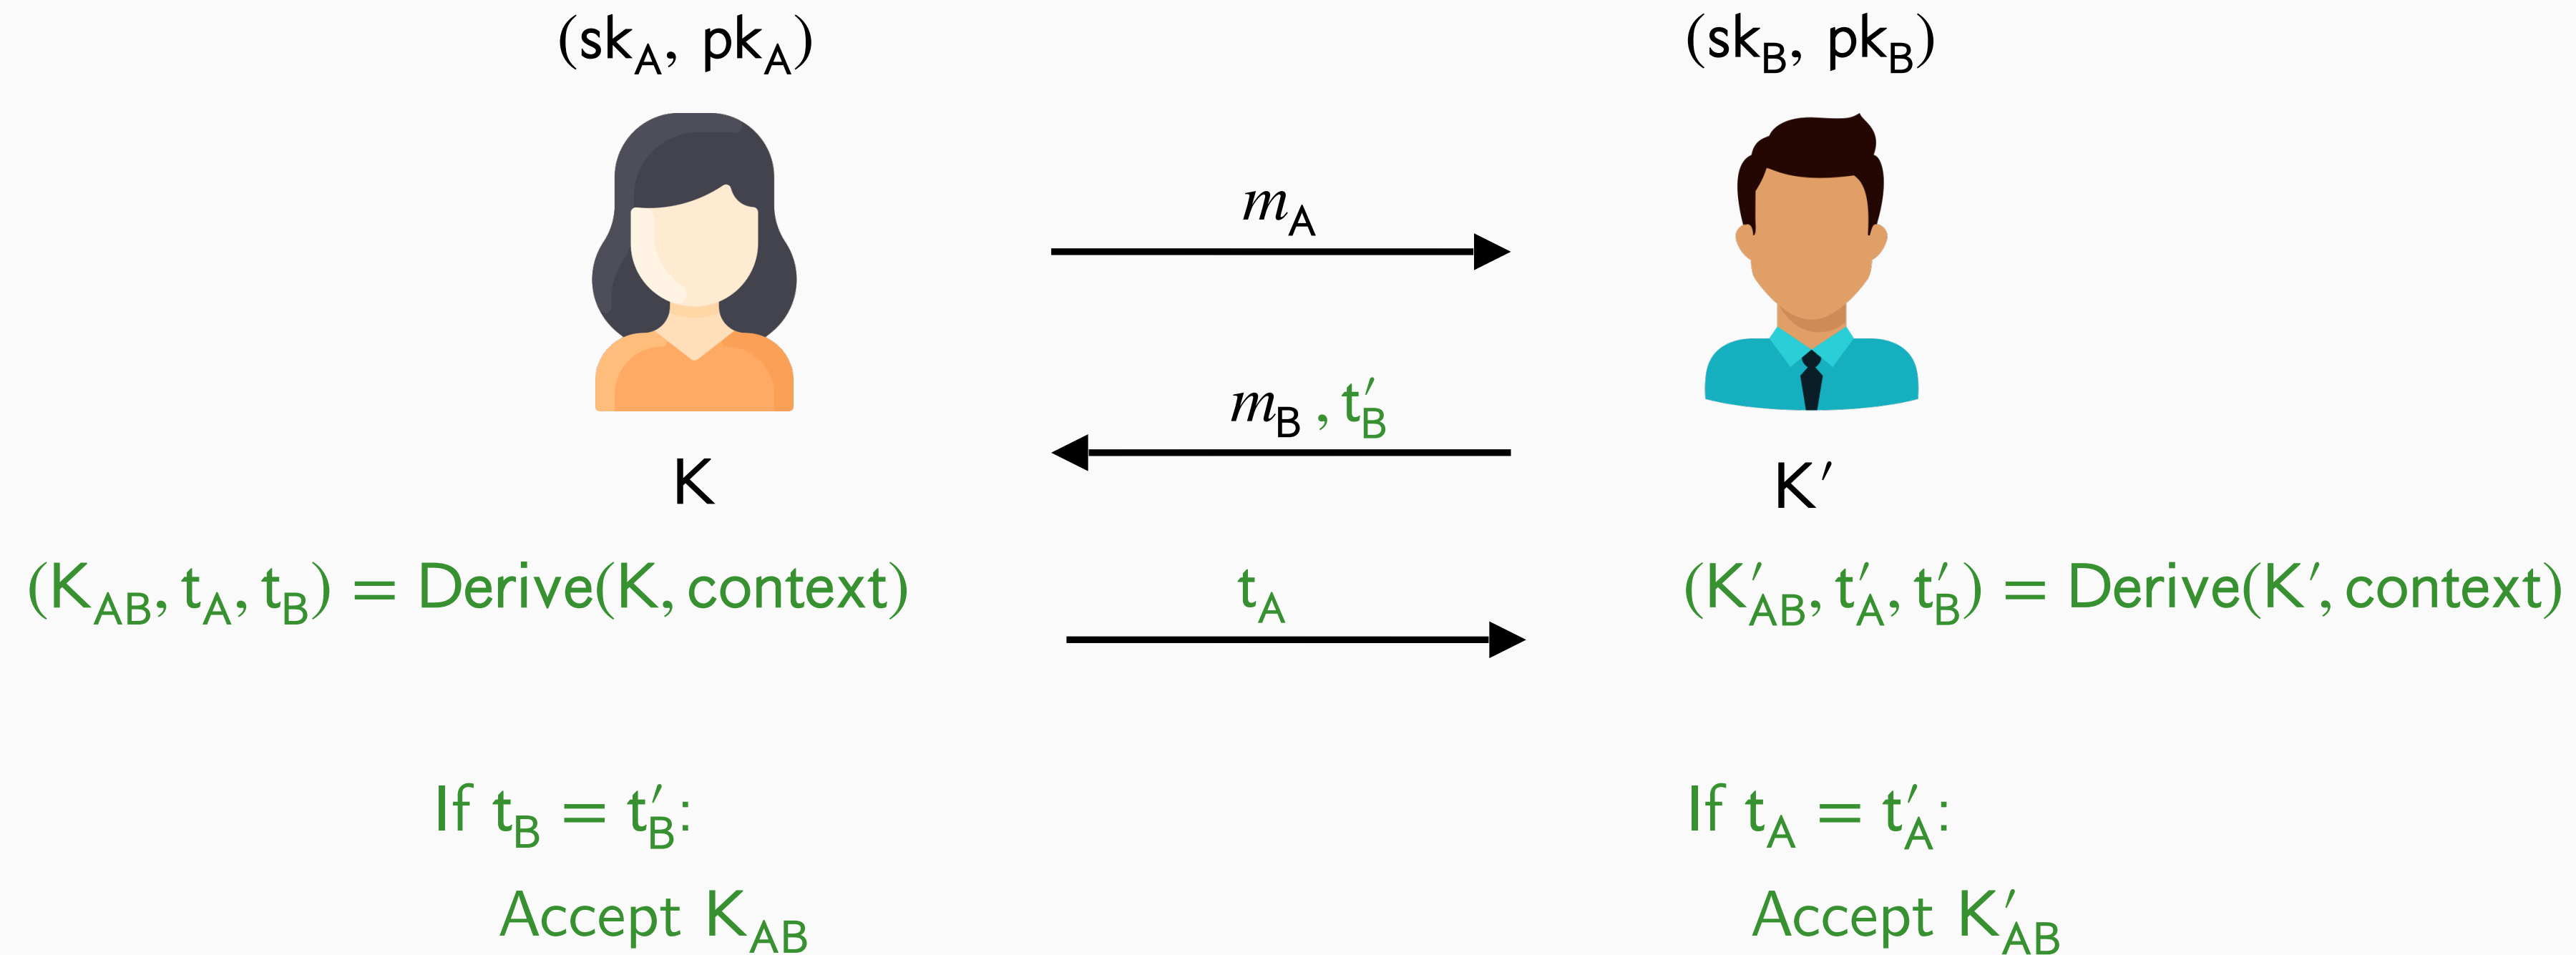 (sk_A, pk_A)
(sk_B, pk_B)
m_A
m_B , t′_B
K
K′
(K_AB, t_A, t_B) = Derive(K, context)
t_A
(K′_AB, t′_A, t′_B) = Derive(K′, context)
If t_B = t′_B:
Accept K_AB
If t_A = t′_A:
Accept K′_AB